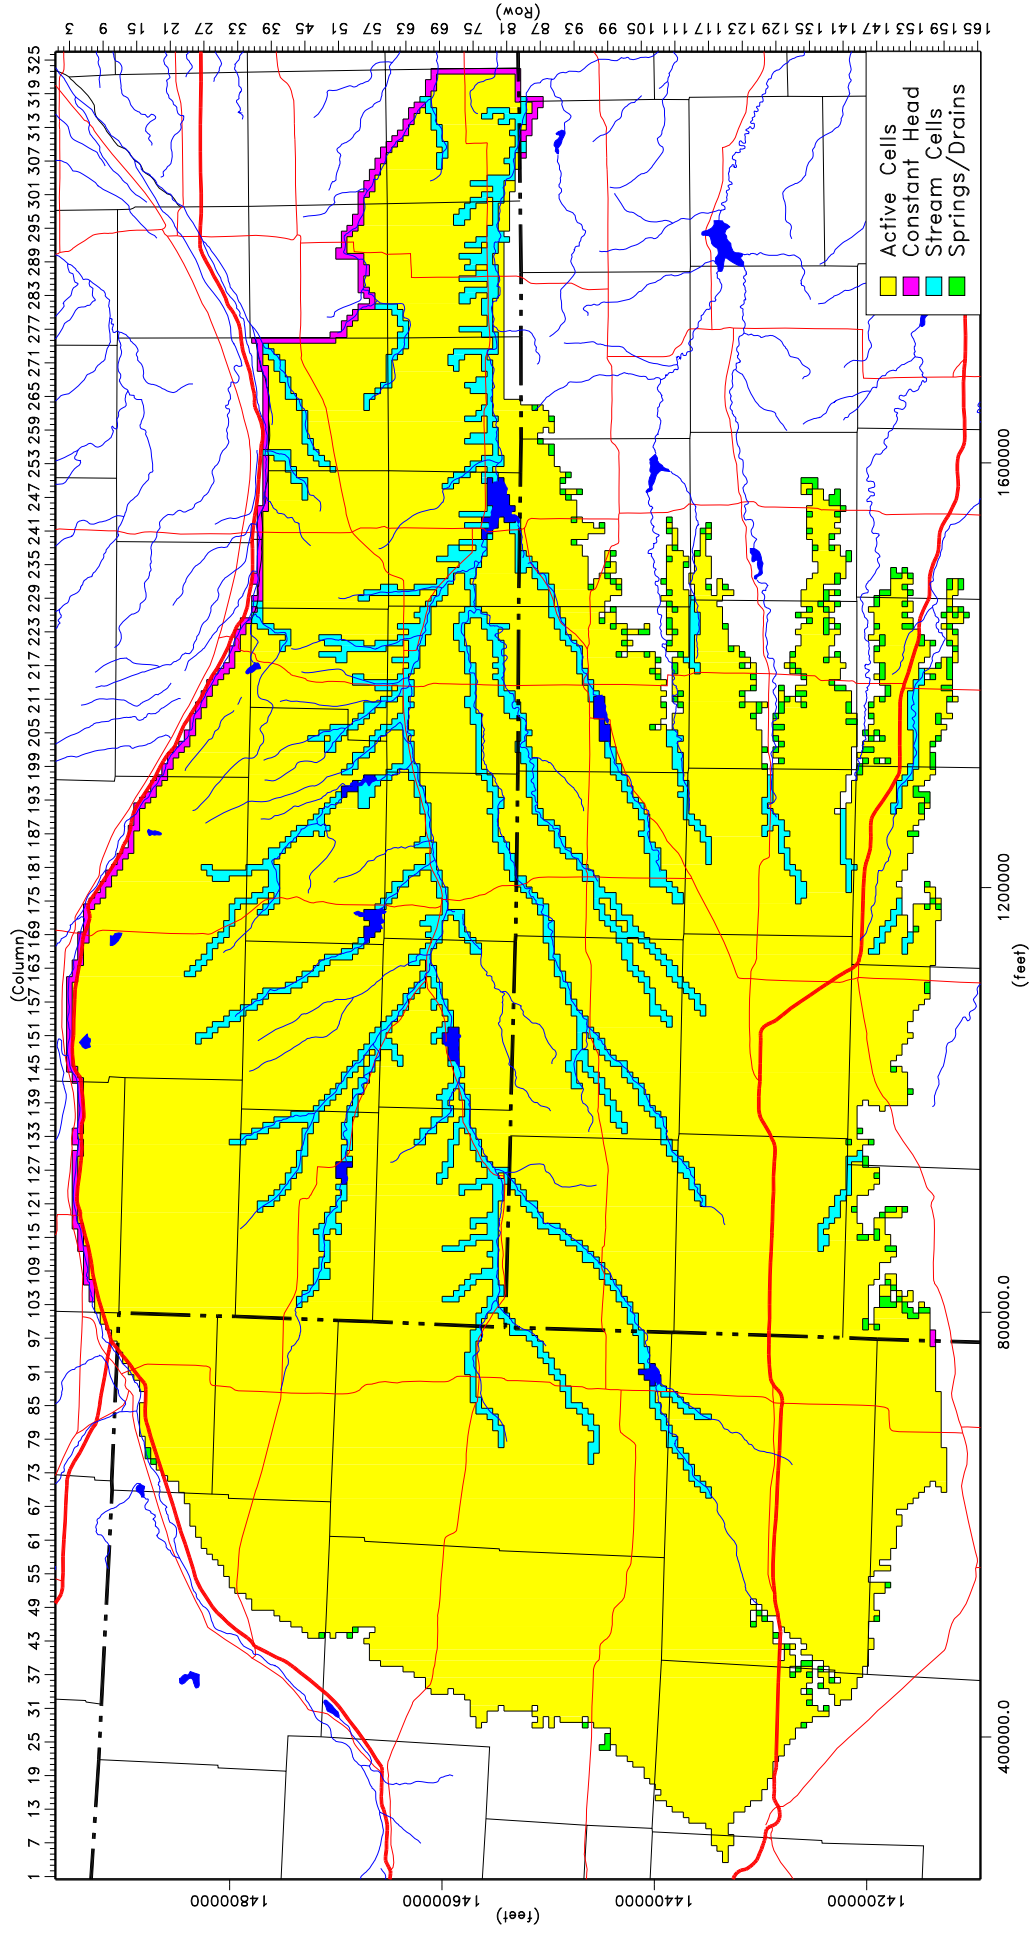 (Row)
3 9 15 21 27 33 39 45 51 57 63 69 75 81 87 93 99 105 111 117 123 129 135 141 147 153 159 165
(Column)
1 7 13 19 25 31 37 43 49 55 61 67 73 79 85 91 97 103 109 115 121 127 133 139 145 151 157 163 169 175 181 187 193 199 205 211 217 223 229 235 241 247 253 259 265 271 277 283 289 295 301 307 313 319 325
Active Cells
Constant Head
Stream Cells
Springs/Drains
400000.0 800000.0 1200000 1600000
(feet)
14800000 14600000 14400000 14200000
(feet)